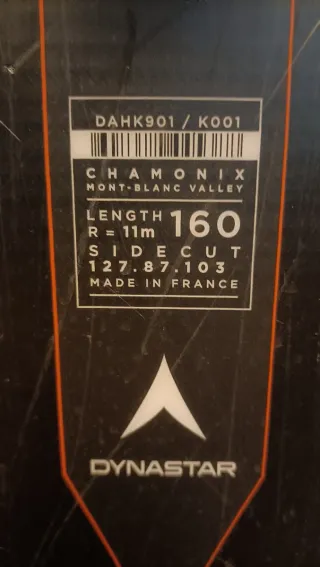 DAHK901 / K001
CHAMONIX
MONT-BLANC VALLEY
LENGTH 160
R = 11m
SIDECUT
127.87.103
MADE IN FRANCE
DYNASTAR